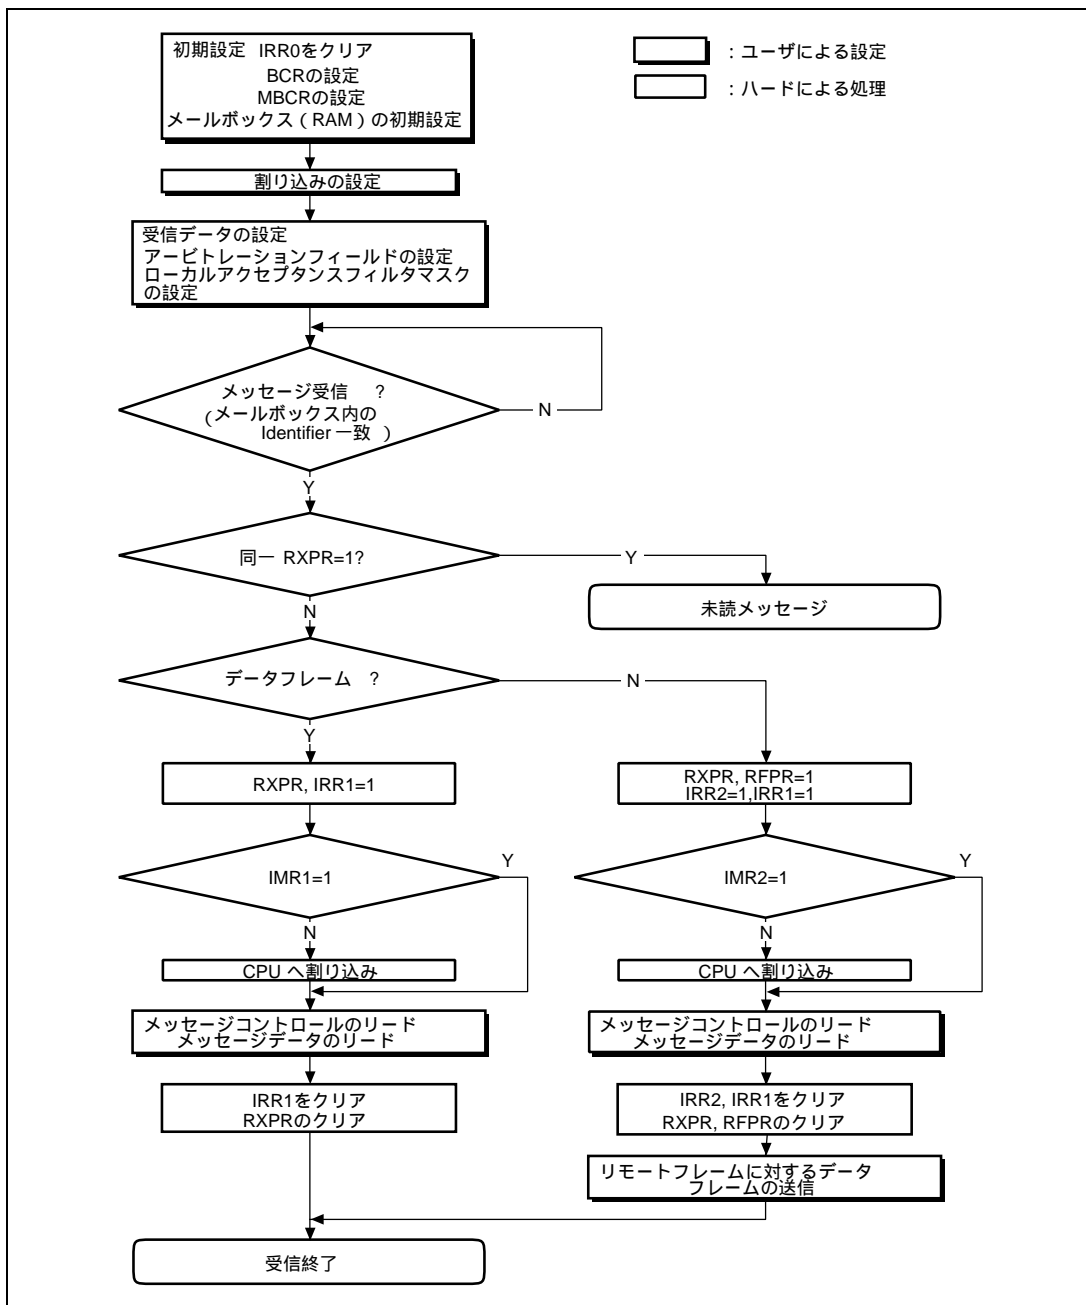 初期設定 IRR0をクリア
BCRの設定
MBCRの設定
メールボックス（RAM）の初期設定
：ユーザによる設定
：ハードによる処理
割り込みの設定
受信データの設定
アービトレーションフィールドの設定
ローカルアクセプタンスフィルタマスク
の設定
メッセージ受信 ？
（メールボックス内の
Identifier 一致 ）
N
Y
同一 RXPR=1?
Y
未読メッセージ
N
データフレーム ？
N
Y
RXPR, IRR1=1
RXPR, RFPR=1
IRR2=1,IRR1=1
IMR1=1
Y
IMR2=1
Y
N
N
CPU へ割り込み
CPU へ割り込み
メッセージコントロールのリード
メッセージデータのリード
メッセージコントロールのリード
メッセージデータのリード
IRR1をクリア
RXPRのクリア
IRR2, IRR1をクリア
RXPR, RFPRのクリア
リモートフレームに対するデータ
フレームの送信
受信終了